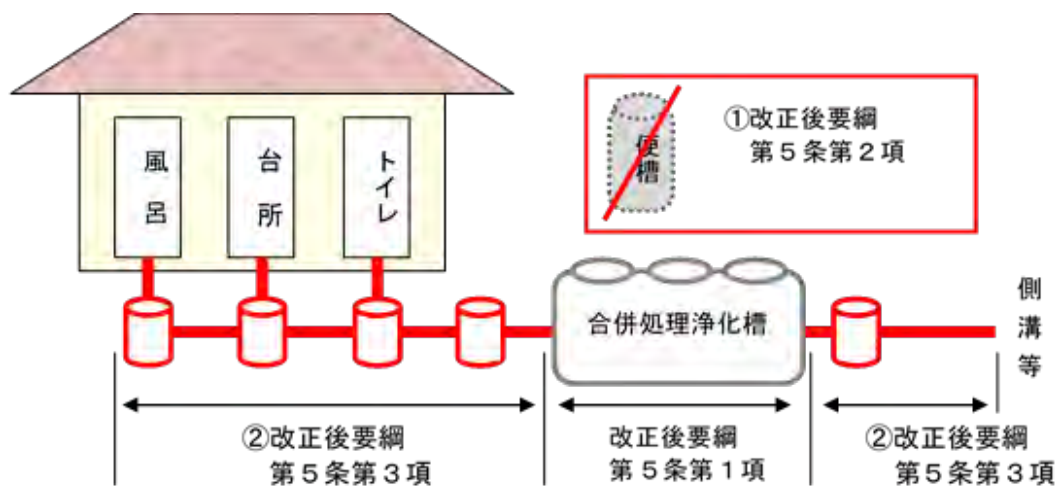 風呂
台所
トイレ
便槽
①改正後要綱
第５条第２項
合併処理浄化槽
側溝等
②改正後要綱
第５条第３項
改正後要綱
第５条第１項
②改正後要綱
第５条第３項